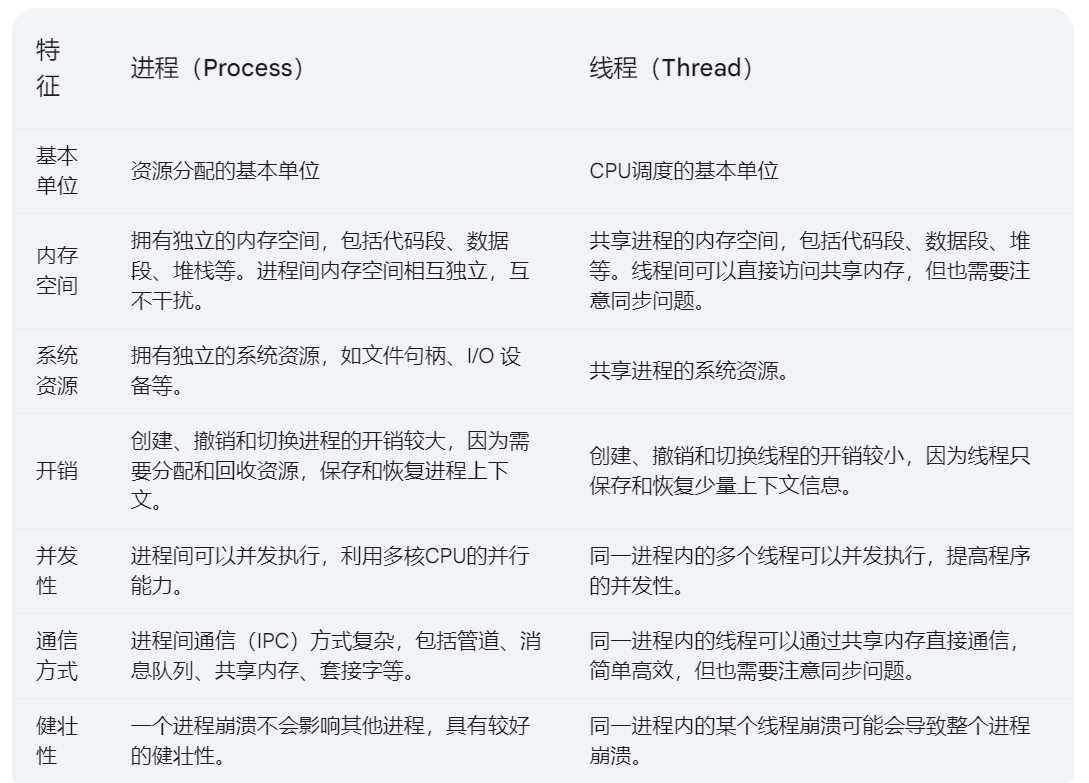 特
征
进程（Process）
线程（Thread）
基本
单位
资源分配的基本单位
CPU调度的基本单位
内存
空间
拥有独立的内存空间，包括代码段、数据
段、堆栈等。进程间内存空间相互独立，互
不干扰。
共享进程的内存空间，包括代码段、数据段、堆
等。线程间可以直接访问共享内存，但也需要注
意同步问题。
系统
资源
拥有独立的系统资源，如文件句柄、I/O 设
备等。
共享进程的系统资源。
开销
创建、撤销和切换进程的开销较大，因为需
要分配和回收资源，保存和恢复进程上下
文。
创建、撤销和切换线程的开销较小，因为线程只
保存和恢复少量上下文信息。
并发
性
进程间可以并发执行，利用多核CPU的并行
能力。
同一进程内的多个线程可以并发执行，提高程序
的并发性。
通信
方式
进程间通信（IPC）方式复杂，包括管道、消
息队列、共享内存、套接字等。
同一进程内的线程可以通过共享内存直接通信，
简单高效，但也需要注意同步问题。
健壮
性
一个进程崩溃不会影响其他进程，具有较好
的健壮性。
同一进程内的某个线程崩溃可能会导致整个进程
崩溃。